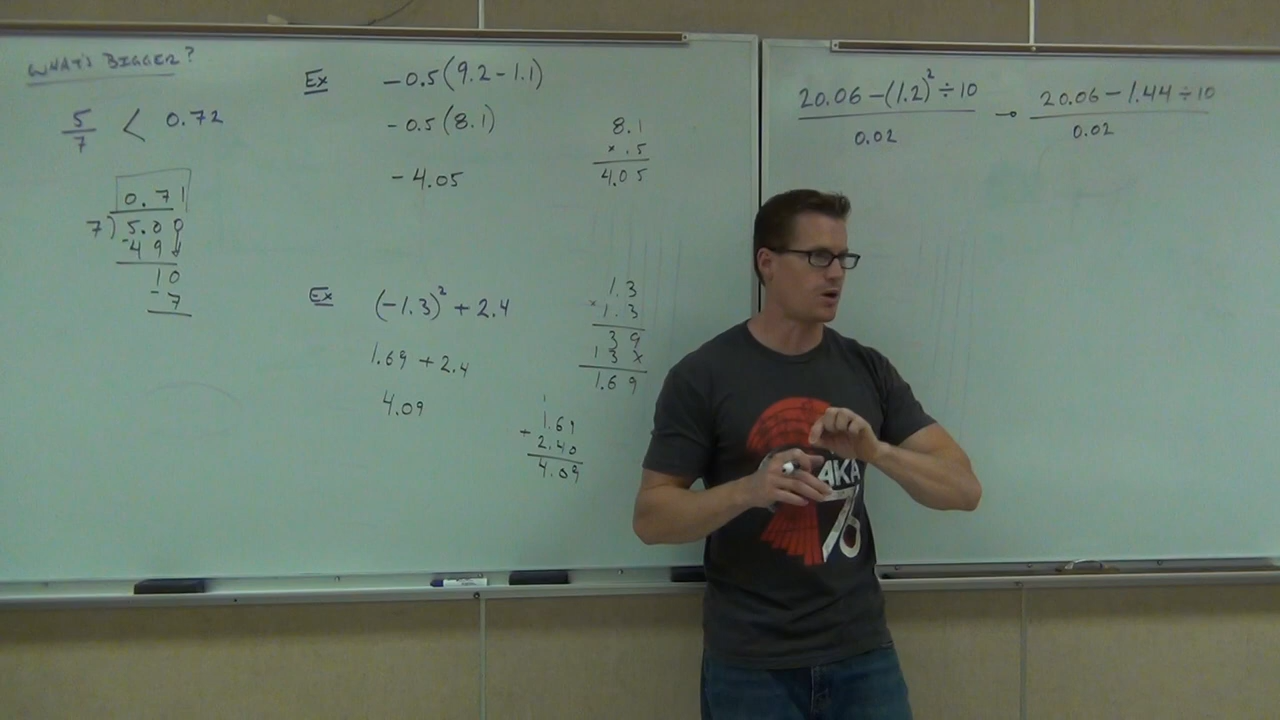 WHAT'S BIGGER?
5/7 < 0.72
0.71
7)5.00
-49
10
-7
Ex -0.5(9.2-1.1)
-0.5(8.1)
-4.05
8.1
× .5
4.05
Ex (-1.3)² + 2.4
1.69 + 2.4
4.09
1.3
× 1.3
39
13x
1.69
1
1.69
+ 2.40
4.09
20.06 - (1.2)² ÷ 10 → 20.06 - 1.44 ÷ 10
0.02 0.02
AKA
76